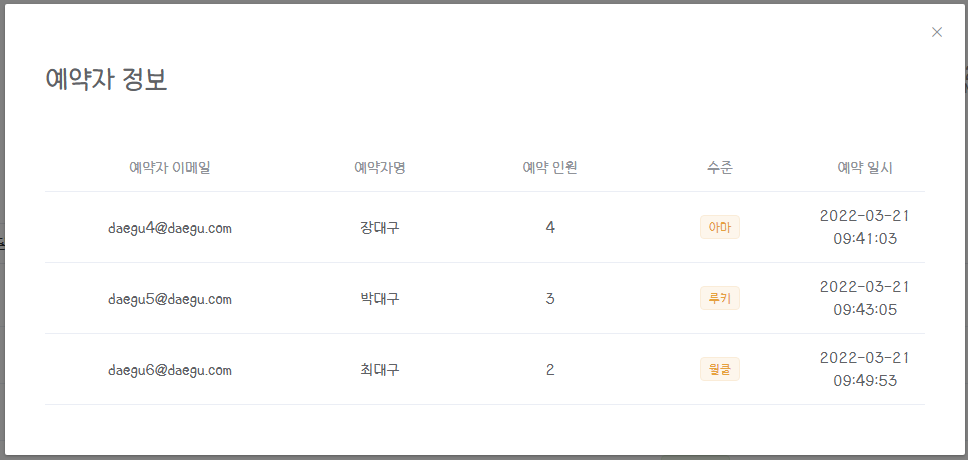 예약자 정보
예약자 이메일 예약자명 예약 인원 수준 예약 일시
daegu4@daegu.com 장대구 4 아마 2022-03-21
09:41:03
daegu5@daegu.com 박대구 3 루키 2022-03-21
09:43:05
daegu6@daegu.com 최대구 2 월클 2022-03-21
09:49:53